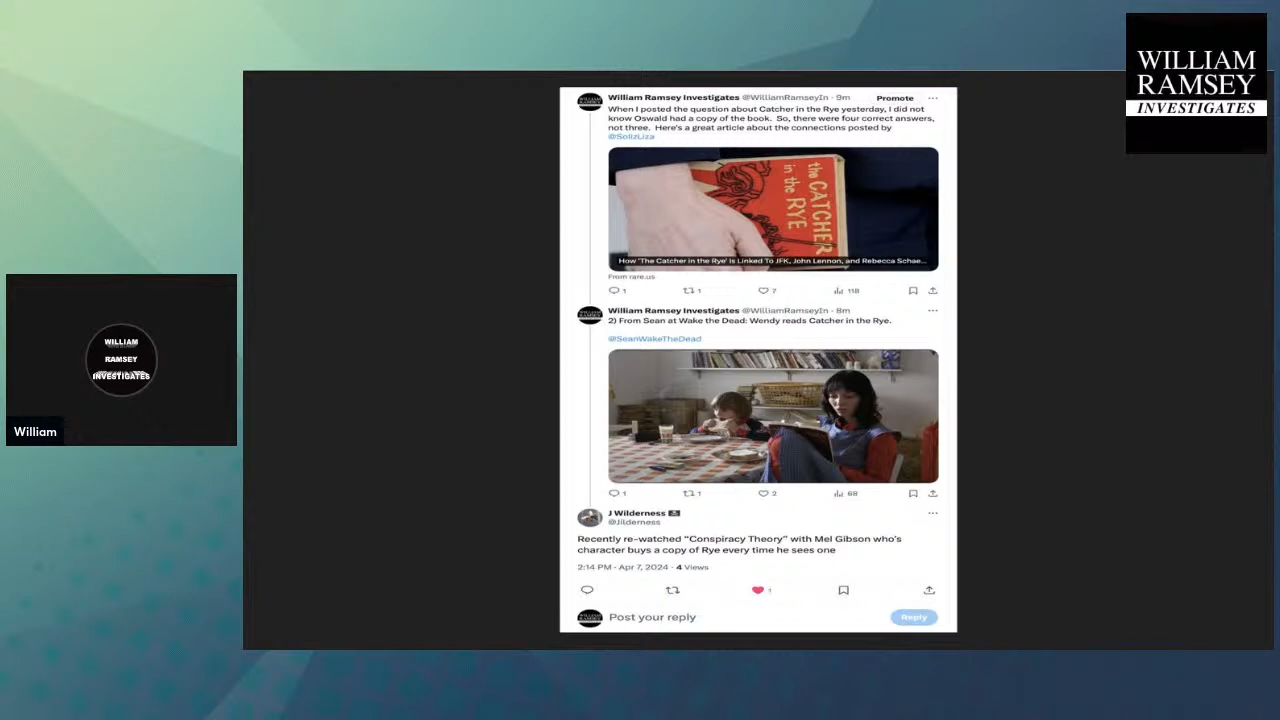 WILLIAM
RAMSEY
INVESTIGATES
William Ramsey Investigates @WilliamRamseyIn · 9m Promote
When I posted the question about Catcher in the Rye yesterday, I did not
know Oswald had a copy of the book. So, there were four correct answers,
not three. Here's a great article about the connections posted by
@SolizLiza
the CATCHER
in the RYE
How 'The Catcher in the Rye' Is Linked To JFK, John Lennon, and Rebecca Schae...
From rare.us
1 1 7 118
William Ramsey Investigates @WilliamRamseyIn · 8m
2) From Sean at Wake the Dead: Wendy reads Catcher in the Rye.
@SeanWakeTheDead
1 1 2 68
J Wilderness
@Jilderness
Recently re-watched “Conspiracy Theory” with Mel Gibson who’s
character buys a copy of Rye every time he sees one
2:14 PM · Apr 7, 2024 · 4 Views
1
Post your reply
Reply
WILLIAM
RAMSEY
INVESTIGATES
William